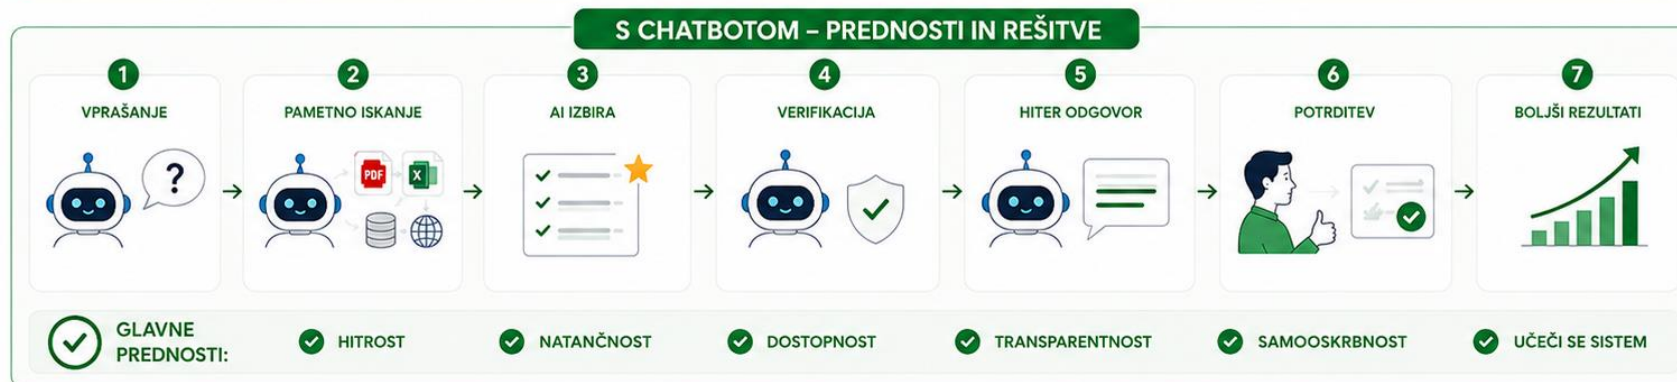 S CHATBOTOM – PREDNOSTI IN REŠITVE
1
VPRAŠANJE
?
2
PAMETNO ISKANJE
PDF
X
3
AI IZBIRA
4
VERIFIKACIJA
5
HITER ODGOVOR
6
POTRDITEV
7
BOLJŠI REZULTATI
GLAVNE
PREDNOSTI:
HITROST
NATANČNOST
DOSTOPNOST
TRANSPARENTNOST
SAMOOSKRBNOST
UČEČI SE SISTEM